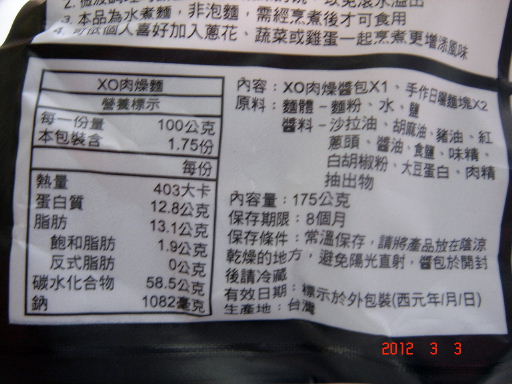 3.本品為水煮麵，非泡麵，需經烹煮後才可食用
4.可依個人喜好加入蔥花、蔬菜或雞蛋一起烹煮更增添風味
XO肉燥麵
營養標示
每一份量 100公克
本包裝含 1.75份
每份
熱量 403大卡
蛋白質 12.8公克
脂肪 13.1公克
飽和脂肪 1.9公克
反式脂肪 0公克
碳水化合物 58.5公克
鈉 1082毫克
內容：XO肉燥醬包X1、手作日曬麵塊X2
原料：麵體－麵粉、水、鹽
醬料－沙拉油、胡麻油、豬油、紅
蔥頭、醬油、食鹽、味精、
白胡椒粉、大豆蛋白、肉精
抽出物
內容量：175公克
保存期限：8個月
保存條件：常溫保存，請將產品放在陰涼
乾燥的地方，避免陽光直射，醬包於開封
後請冷藏
有效日期：標示於外包裝(西元年/月/日)
生產地：台灣
2012 3 3